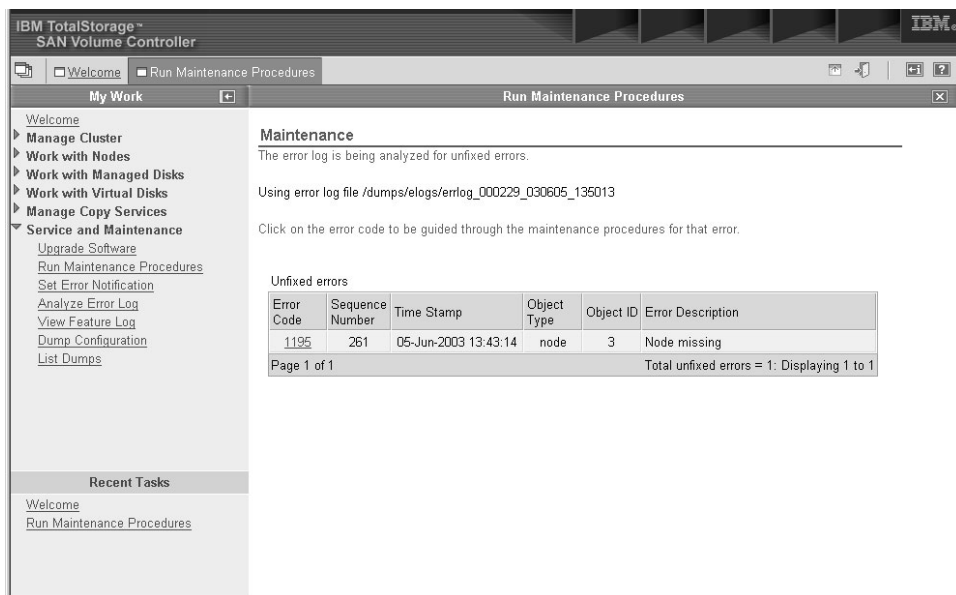 IBM TotalStorage™
SAN Volume Controller
IBM®
Welcome
Run Maintenance Procedures
My Work
Run Maintenance Procedures
Welcome
Manage Cluster
Work with Nodes
Work with Managed Disks
Work with Virtual Disks
Manage Copy Services
Service and Maintenance
Upgrade Software
Run Maintenance Procedures
Set Error Notification
Analyze Error Log
View Feature Log
Dump Configuration
List Dumps
Recent Tasks
Welcome
Run Maintenance Procedures
Maintenance
The error log is being analyzed for unfixed errors.
Using error log file /dumps/elogs/errlog_000229_030605_135013
Click on the error code to be guided through the maintenance procedures for that error.
Unfixed errors
Error Code Sequence Number Time Stamp Object Type Object ID Error Description
1195 261 05-Jun-2003 13:43:14 node 3 Node missing
Page 1 of 1 Total unfixed errors = 1: Displaying 1 to 1